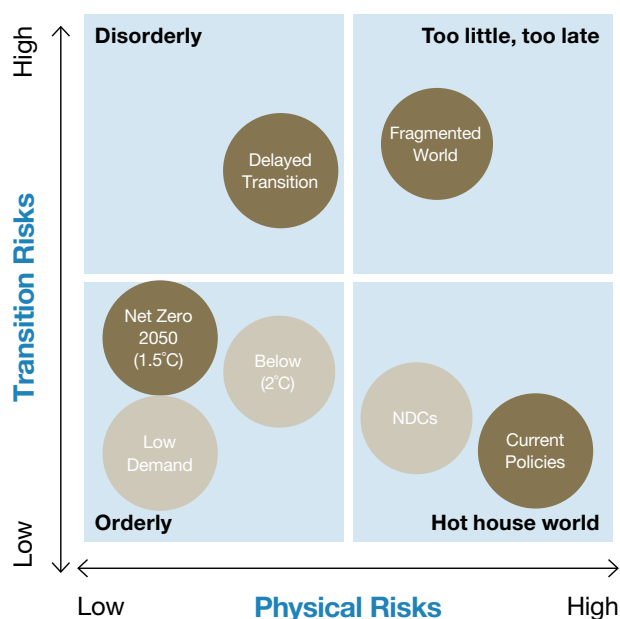 High
Disorderly
Too little, too late
Delayed
Transition
Fragmented
World
Transition Risks
Net Zero
2050
(1.5°C)
Below
(2°C)
Low
Demand
NDCs
Current
Policies
Low
Orderly
Hot house world
Low
Physical Risks
High